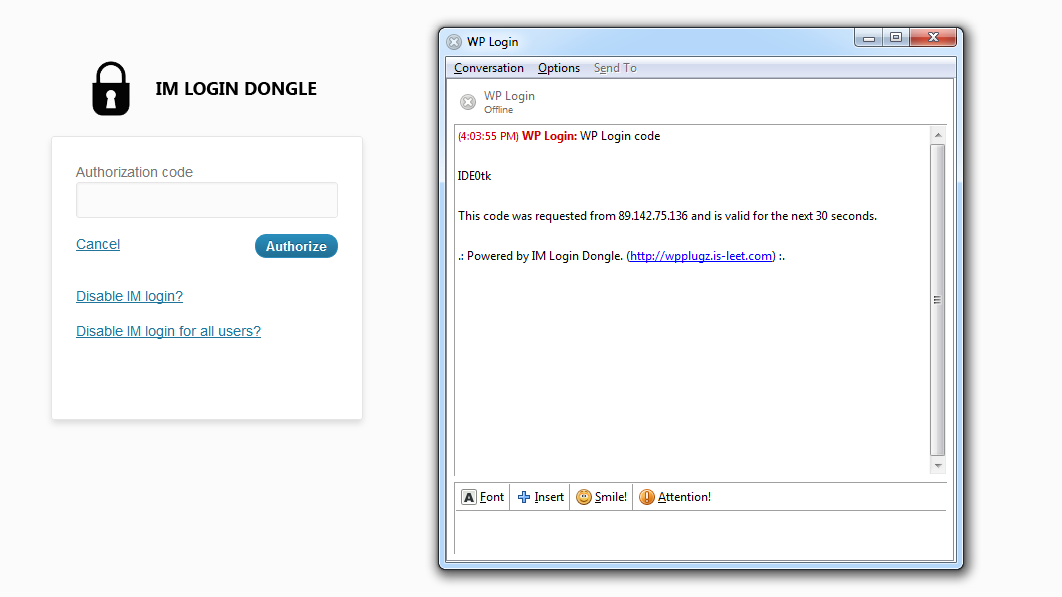 IM LOGIN DONGLE
Authorization code
Cancel
Authorize
Disable IM login?
Disable IM login for all users?
WP Login
Conversation Options Send To
WP Login
Offline
(4:03:55 PM) WP Login: WP Login code
IDE0tk
This code was requested from 89.142.75.136 and is valid for the next 30 seconds.
.: Powered by IM Login Dongle. (http://wpplugz.is-leet.com) :.
A Font Insert Smile! Attention!